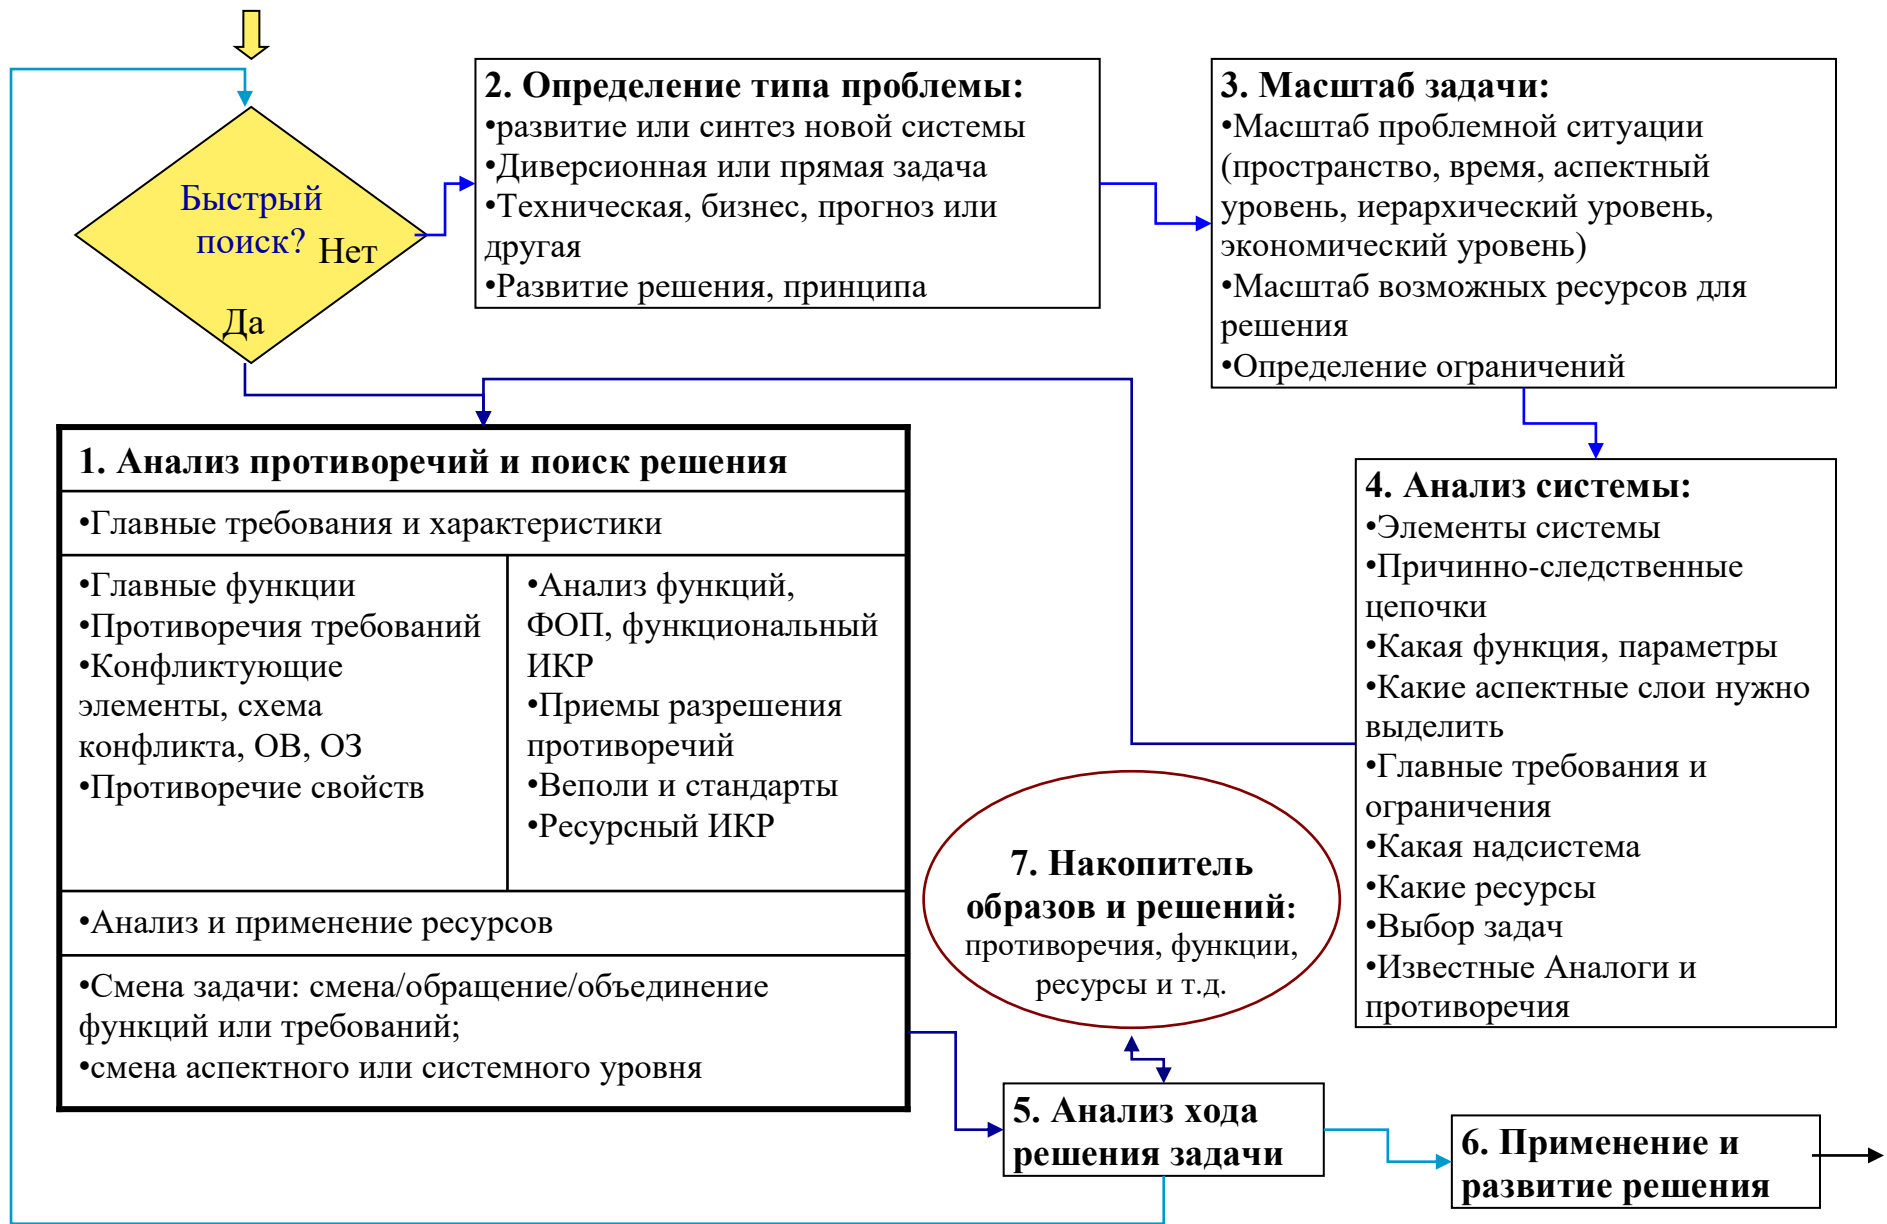 Быстрый
поиск?
Нет
Да
2. Определение типа проблемы:
•развитие или синтез новой системы
•Диверсионная или прямая задача
•Техническая, бизнес, прогноз или
другая
•Развитие решения, принципа
3. Масштаб задачи:
•Масштаб проблемной ситуации
(пространство, время, аспектный
уровень, иерархический уровень,
экономический уровень)
•Масштаб возможных ресурсов для
решения
•Определение ограничений
1. Анализ противоречий и поиск решения
•Главные требования и характеристики
•Главные функции
•Противоречия требований
•Конфликтующие
элементы, схема
конфликта, ОВ, ОЗ
•Противоречие свойств
•Анализ функций,
ФОП, функциональный
ИКР
•Приемы разрешения
противоречий
•Веполи и стандарты
•Ресурсный ИКР
•Анализ и применение ресурсов
•Смена задачи: смена/обращение/объединение
функций или требований;
•смена аспектного или системного уровня
4. Анализ системы:
•Элементы системы
•Причинно-следственные
цепочки
•Какая функция, параметры
•Какие аспектные слои нужно
выделить
•Главные требования и
ограничения
•Какая надсистема
•Какие ресурсы
•Выбор задач
•Известные Аналоги и
противоречия
7. Накопитель
образов и решений:
противоречия, функции,
ресурсы и т.д.
5. Анализ хода
решения задачи
6. Применение и
развитие решения